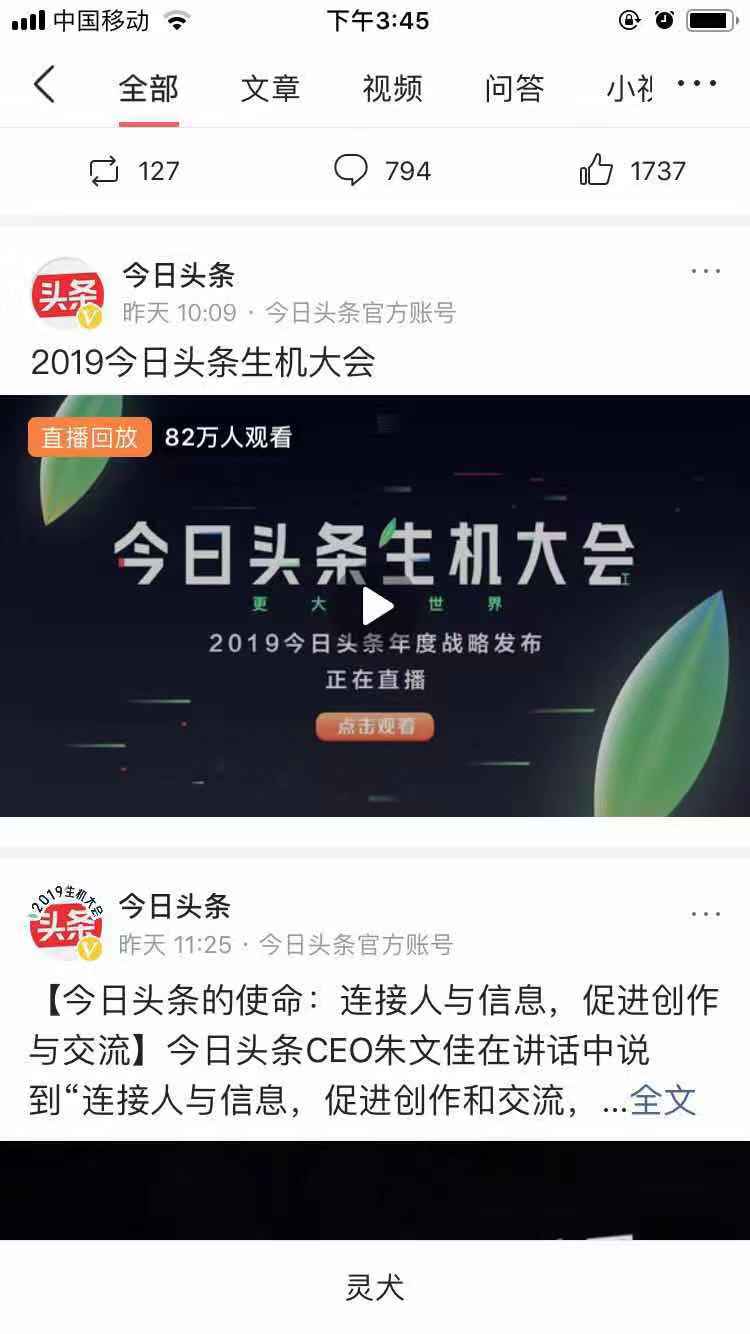 中国移动
下午3:45
全部 文章 视频 问答 小视
127 794 1737
头条
今日头条
昨天 10:09 · 今日头条官方账号
2019今日头条生机大会
直播回放 82万人观看
今日头条生机大会
更 大 世 界
2019今日头条年度战略发布
正在直播
点击观看
2019生机大会
头条
今日头条
昨天 11:25 · 今日头条官方账号
【今日头条的使命：连接人与信息，促进创作
与交流】今日头条CEO朱文佳在讲话中说
到“连接人与信息，促进创作和交流，...全文
灵犬